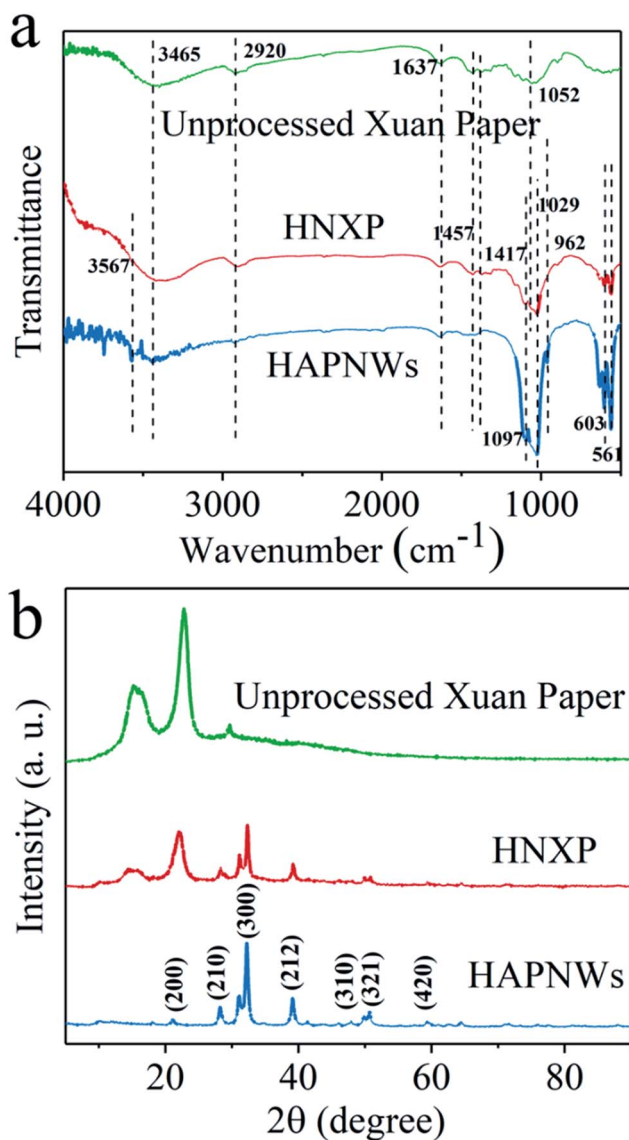 a
3465
2920
1637
1052
Unprocessed Xuan Paper
1029
HNXP
1457
1417
962
3567
HAPNWs
1097
603
561
Transmittance
4000
3000
2000
1000
Wavenumber (cm⁻¹)
b
Unprocessed Xuan Paper
HNXP
(200)
(210)
(300)
(212)
(310)
(321)
(420)
HAPNWs
Intensity (a. u.)
20
40
60
80
2θ (degree)